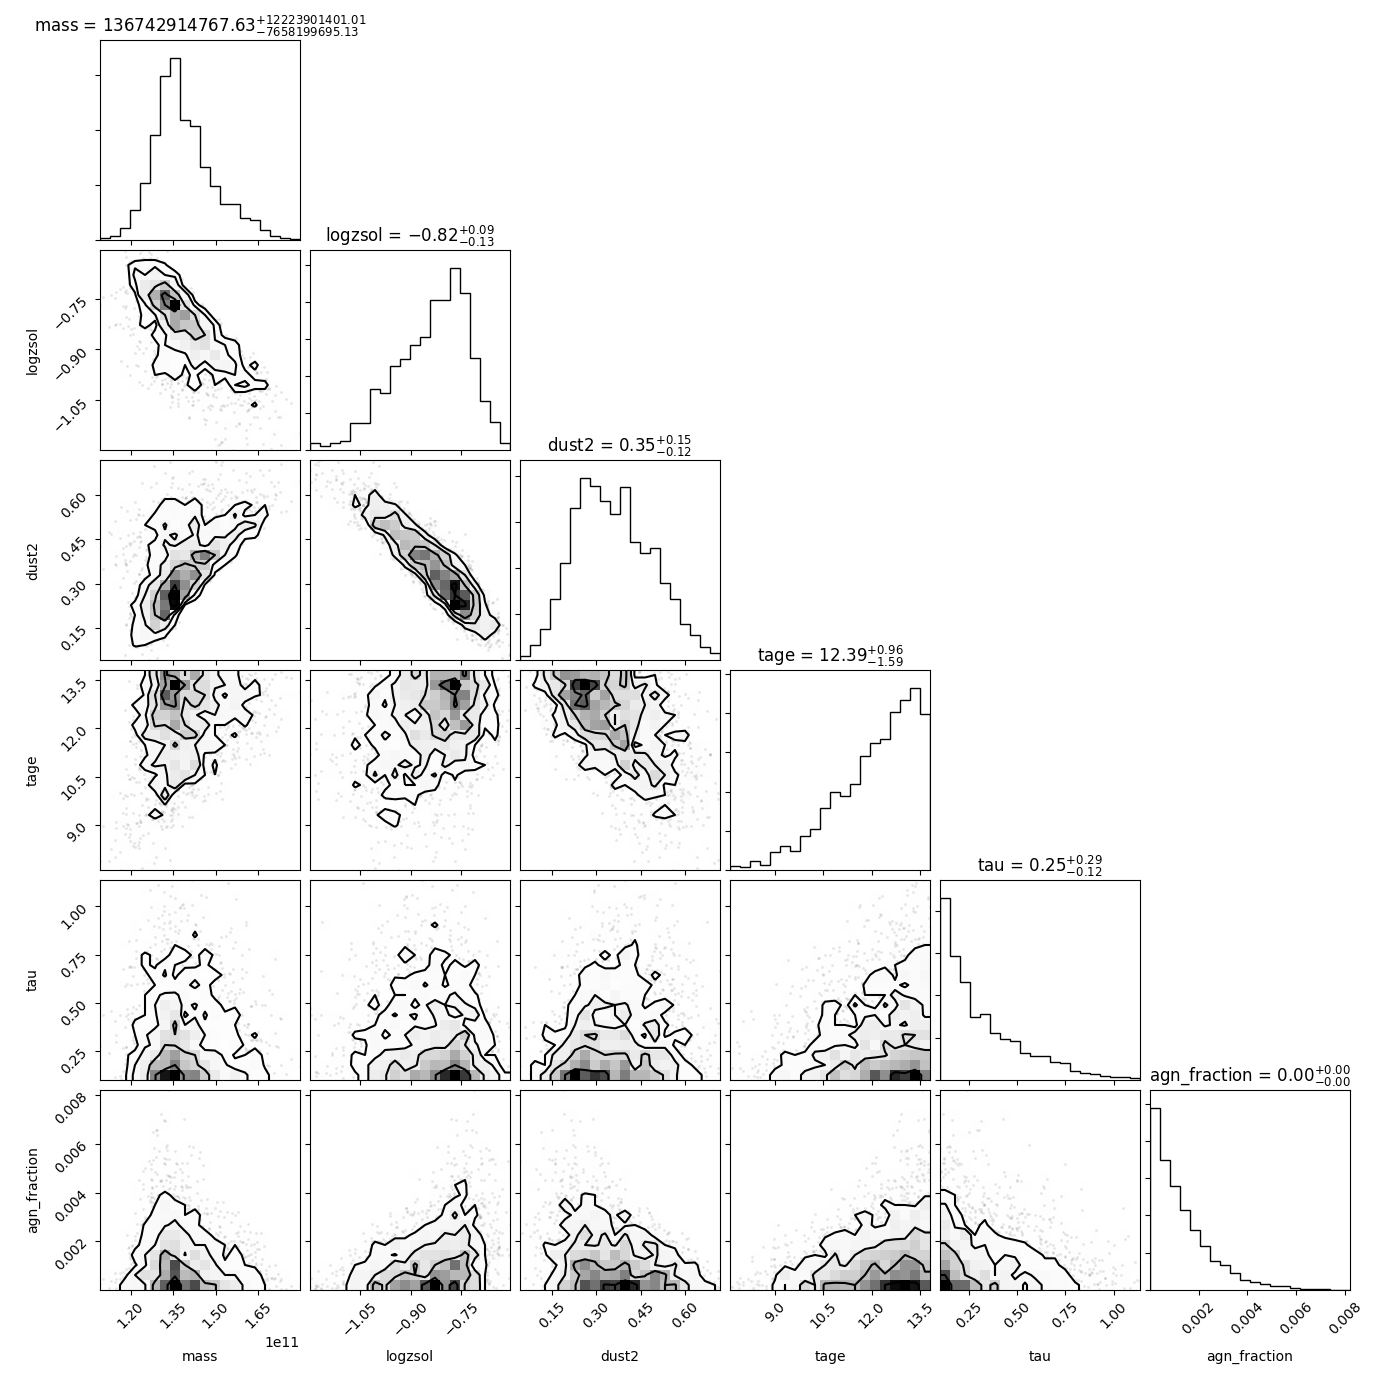 mass = 136742914767.63 +12223901401.01 −7658199695.13
logzsol = −0.82 +0.09 −0.13
−0.75
−0.90
−1.05
logzsol
dust2 = 0.35 +0.15 −0.12
0.60
0.45
0.30
0.15
dust2
tage = 12.39 +0.96 −1.59
13.5
12.0
10.5
9.0
tage
tau = 0.25 +0.29 −0.12
1.00
0.75
0.50
0.25
tau
agn_fraction = 0.00 +0.00 −0.00
0.008
0.006
0.004
0.002
agn_fraction
1.20 1.35 1.50 1.65
1e11
mass
−1.05 −0.90 −0.75
logzsol
0.15 0.30 0.45 0.60
dust2
9.0 10.5 12.0 13.5
tage
0.25 0.50 0.75 1.00
tau
0.002 0.004 0.006 0.008
agn_fraction